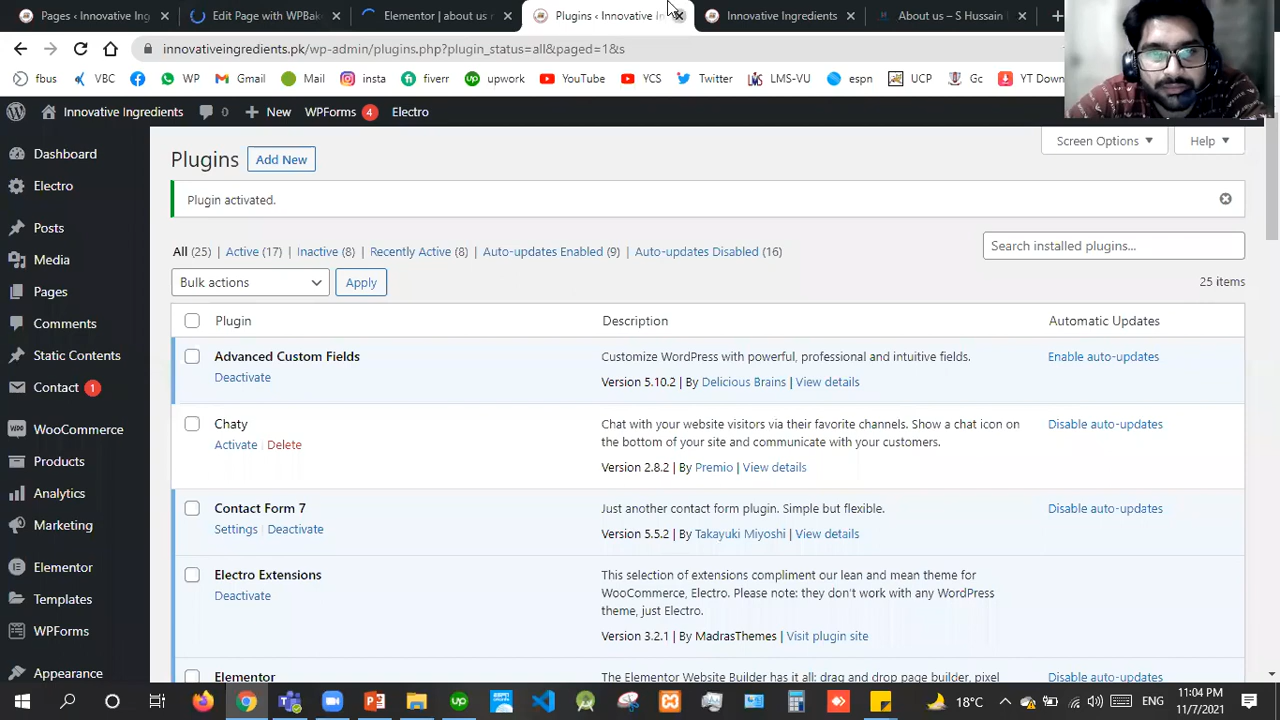 Pages ‹ Innovative Ing
Edit Page with WPBak
Elementor | about us
Plugins ‹ Innovative In
Innovative Ingredients
About us – S Hussain
innovativeingredients.pk/wp-admin/plugins.php?plugin_status=all&paged=1&s
fbus VBC WP Gmail Mail insta fiverr upwork YouTube YCS Twitter LMS-VU espn UCP Gc YT Down
Innovative Ingredients 0 New WPForms 4 Electro
Dashboard
Electro
Posts
Media
Pages
Comments
Static Contents
Contact 1
WooCommerce
Products
Analytics
Marketing
Elementor
Templates
WPForms
Appearance
Screen Options Help
Plugins Add New
Plugin activated.
All (25) | Active (17) | Inactive (8) | Recently Active (8) | Auto-updates Enabled (9) | Auto-updates Disabled (16)
Search installed plugins...
Bulk actions Apply
25 items
Plugin Description Automatic Updates
Advanced Custom Fields
Deactivate
Customize WordPress with powerful, professional and intuitive fields.
Version 5.10.2 | By Delicious Brains | View details
Enable auto-updates
Chaty
Activate | Delete
Chat with your website visitors via their favorite channels. Show a chat icon on
the bottom of your site and communicate with your customers.
Version 2.8.2 | By Premio | View details
Disable auto-updates
Contact Form 7
Settings | Deactivate
Just another contact form plugin. Simple but flexible.
Version 5.5.2 | By Takayuki Miyoshi | View details
Disable auto-updates
Electro Extensions
Deactivate
This selection of extensions compliment our lean and mean theme for
WooCommerce, Electro. Please note: they don't work with any WordPress
theme, just Electro.
Version 3.2.1 | By MadrasThemes | Visit plugin site
Elementor
The Elementor Website Builder has it all: drag and drop page builder, pixel
Disable auto-updates
18°C
ENG
11:04 PM
11/7/2021